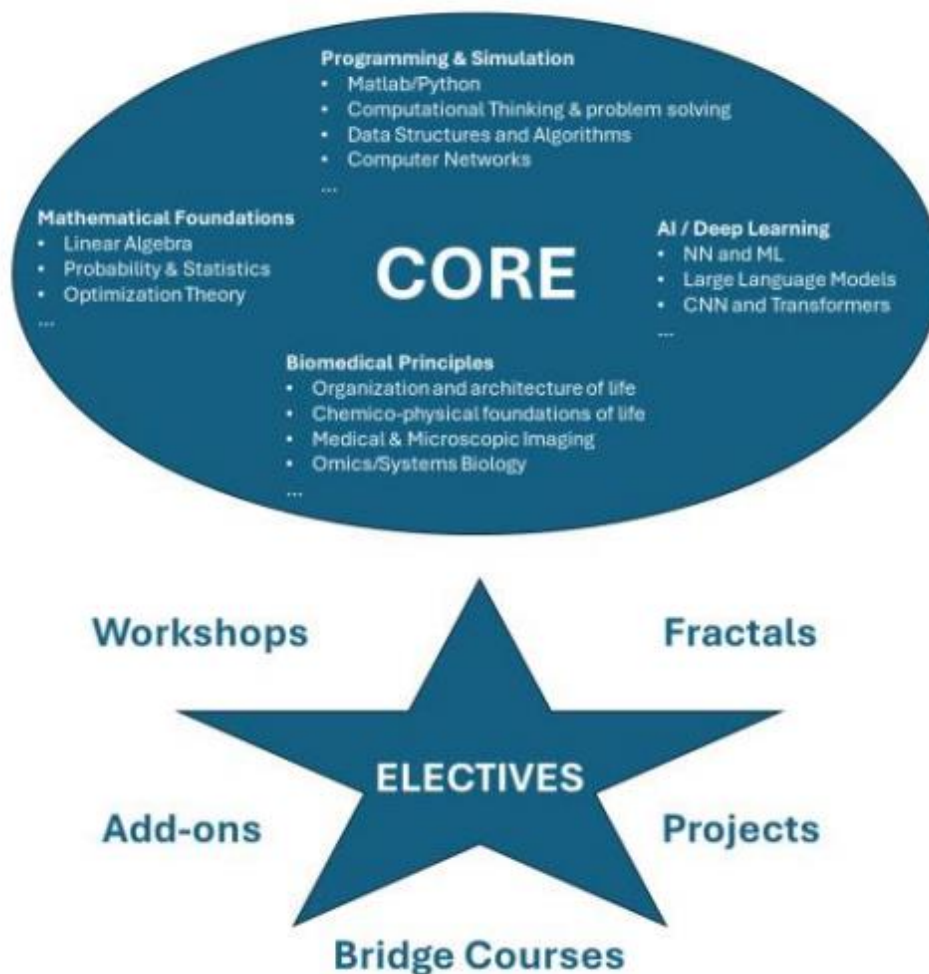 Programming & Simulation
• Matlab/Python
• Computational Thinking & problem solving
• Data Structures and Algorithms
• Computer Networks
...
Mathematical Foundations
• Linear Algebra
• Probability & Statistics
• Optimization Theory
...
CORE
AI / Deep Learning
• NN and ML
• Large Language Models
• CNN and Transformers
...
Biomedical Principles
• Organization and architecture of life
• Chemico-physical foundations of life
• Medical & Microscopic Imaging
• Omics/Systems Biology
...
Workshops
Fractals
ELECTIVES
Add-ons
Projects
Bridge Courses